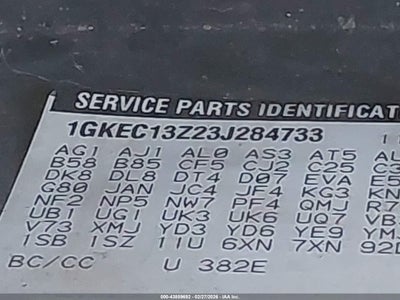 SERVICE PARTS IDENTIFICAT
1GKEC13Z23J284733
AG1 AJ1 AL0 AS3 AT5
B58 B85 CF5 CJ2 C25
DK8 DL8 DT4 D07 EVA
G80 JAN JC4 JF4 KG3
NF2 NP5 NW7 PF4 QMJ
UB1 UG1 UK3 UK6 UQ7
V73 XMJ YD3 YD6 YE9
1SB 1SZ 11U 6XN 7XN
BC/CC U 382E
000-43859692 - 02/27/2026 - IAA Inc.